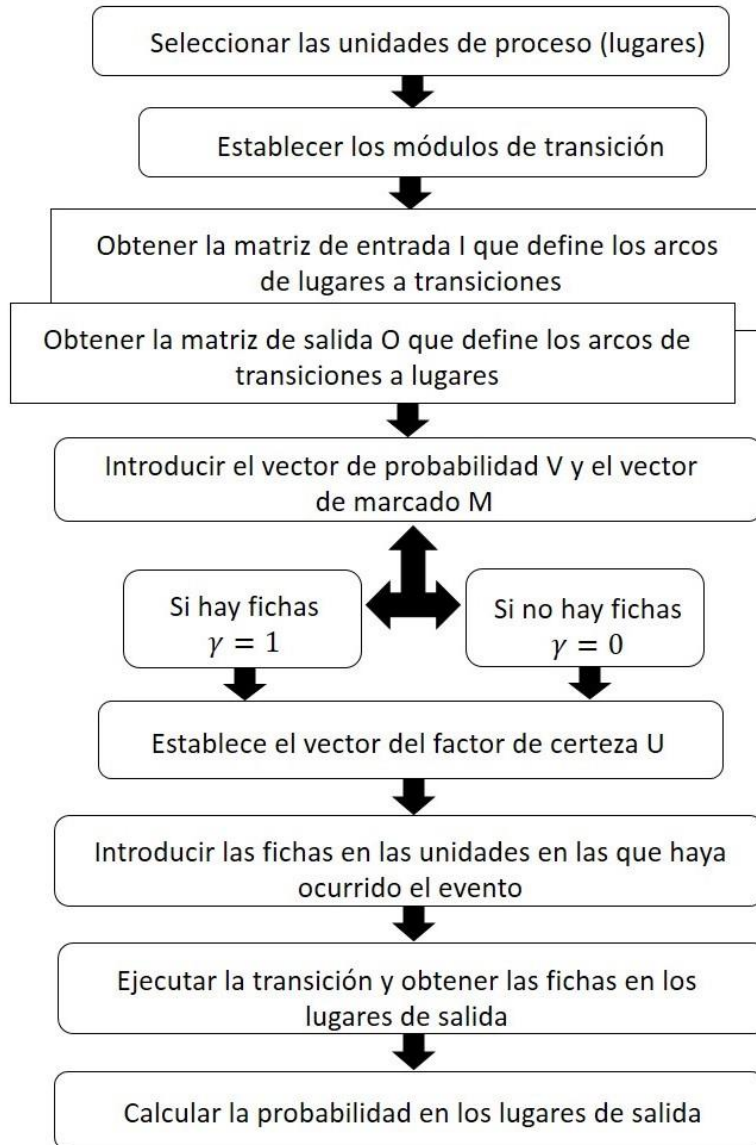 Seleccionar las unidades de proceso (lugares)
Establecer los módulos de transición
Obtener la matriz de entrada I que define los arcos
de lugares a transiciones
Obtener la matriz de salida O que define los arcos de
transiciones a lugares
Introducir el vector de probabilidad V y el vector
de marcado M
Si hay fichas
γ = 1
Si no hay fichas
γ = 0
Establece el vector del factor de certeza U
Introducir las fichas en las unidades en las que haya
ocurrido el evento
Ejecutar la transición y obtener las fichas en los
lugares de salida
Calcular la probabilidad en los lugares de salida